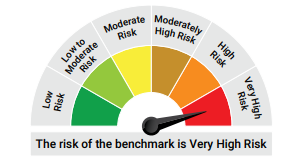 Low
Risk
Low to
Moderate
Risk
Moderate
Risk
Moderately
High Risk
High
Risk
Very High
Risk
The risk of the benchmark is Very High Risk